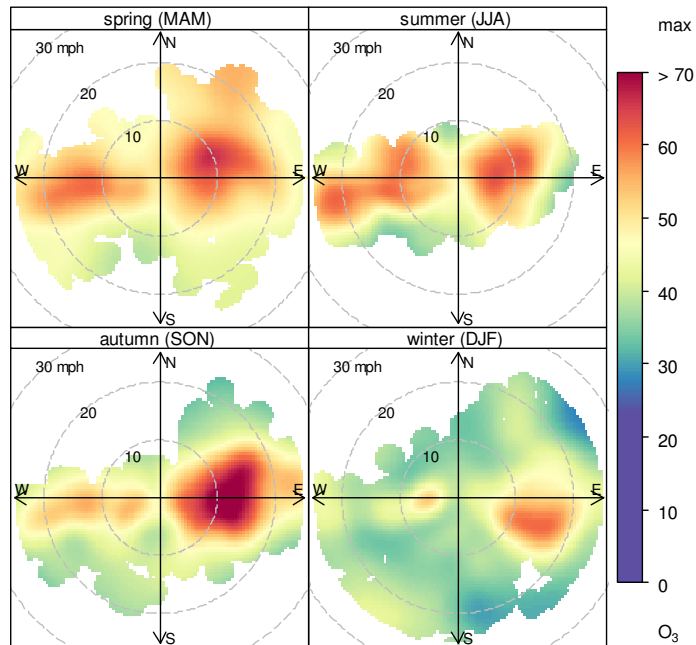 spring (MAM)
summer (JJA)
max
30 mph
20
10
N
W
E
S
30 mph
20
10
N
W
E
S
> 70
60
50
40
30
20
10
0
autumn (SON)
winter (DJF)
30 mph
20
10
N
W
E
S
30 mph
20
10
N
W
E
S
O₃